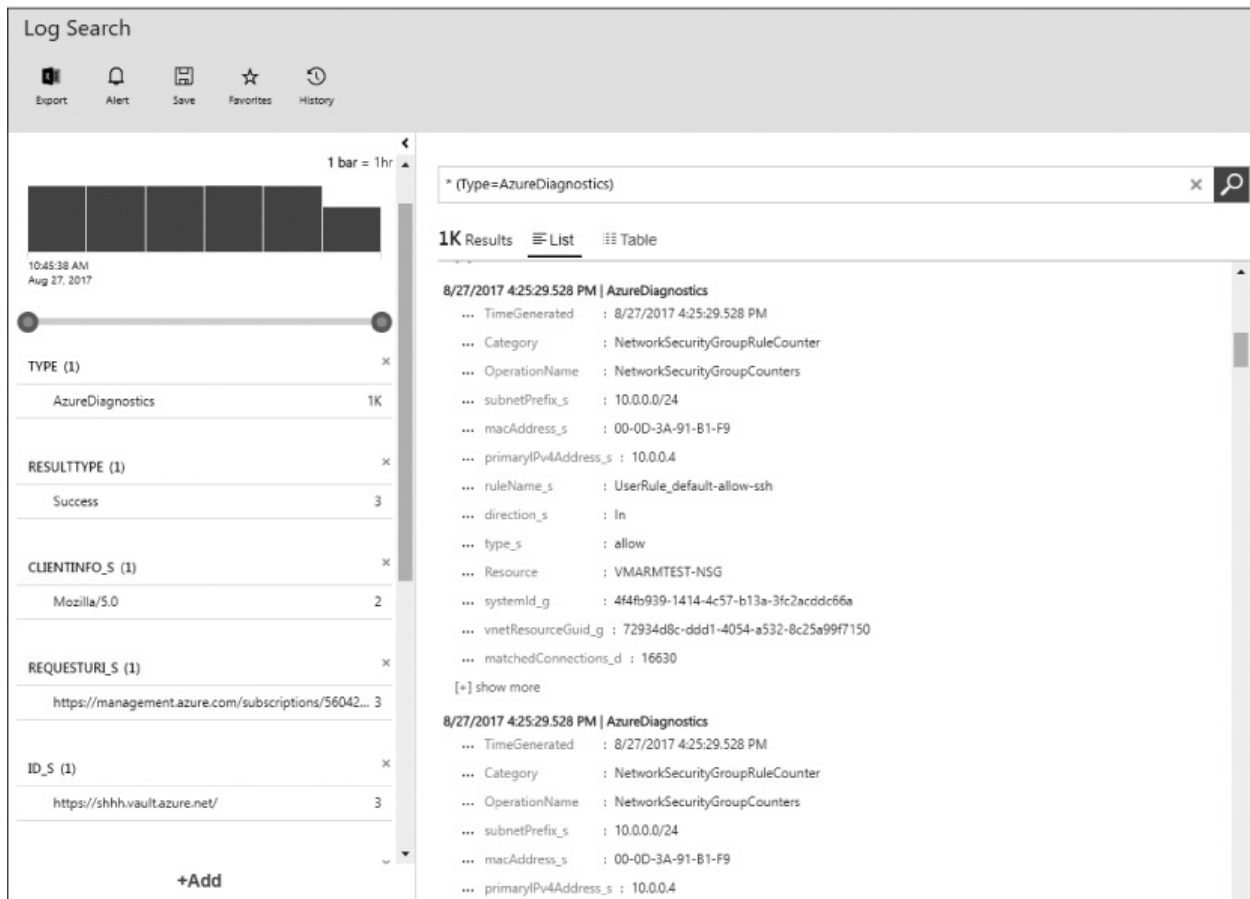 Log Search
Export Alert Save Favorites History
1 bar = 1hr
10:45:38 AM
Aug 27, 2017
TYPE (1)
AzureDiagnostics 1K
RESULTTYPE (1)
Success 3
CLIENTINFO_S (1)
Mozilla/5.0 2
REQUESTURI_S (1)
https://management.azure.com/subscriptions/56042... 3
ID_S (1)
https://shhh.vault.azure.net/ 3
+Add
* (Type=AzureDiagnostics)
1K Results List Table
8/27/2017 4:25:29.528 PM | AzureDiagnostics
... TimeGenerated : 8/27/2017 4:25:29.528 PM
... Category : NetworkSecurityGroupRuleCounter
... OperationName : NetworkSecurityGroupCounters
... subnetPrefix_s : 10.0.0.0/24
... macAddress_s : 00-0D-3A-91-B1-F9
... primaryIPv4Address_s : 10.0.0.4
... ruleName_s : UserRule_default-allow-ssh
... direction_s : In
... type_s : allow
... Resource : VMARMTEST-NSG
... systemId_g : 4f4fb939-1414-4c57-b13a-3fc2acddc66a
... vnetResourceGuid_g : 72934d8c-ddd1-4054-a532-8c25a99f7150
... matchedConnections_d : 16630
[+] show more
8/27/2017 4:25:29.528 PM | AzureDiagnostics
... TimeGenerated : 8/27/2017 4:25:29.528 PM
... Category : NetworkSecurityGroupRuleCounter
... OperationName : NetworkSecurityGroupCounters
... subnetPrefix_s : 10.0.0.0/24
... macAddress_s : 00-0D-3A-91-B1-F9
... primaryIPv4Address_s : 10.0.0.4